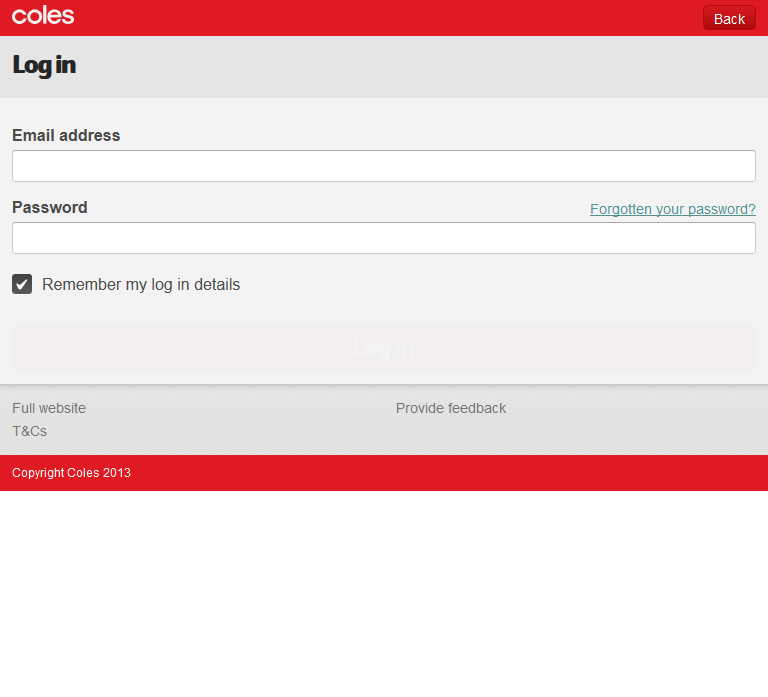 coles
Back
Log in
Email address
Password
Forgotten your password?
Remember my log in details
Log in
Full website
Provide feedback
T&Cs
Copyright Coles 2013